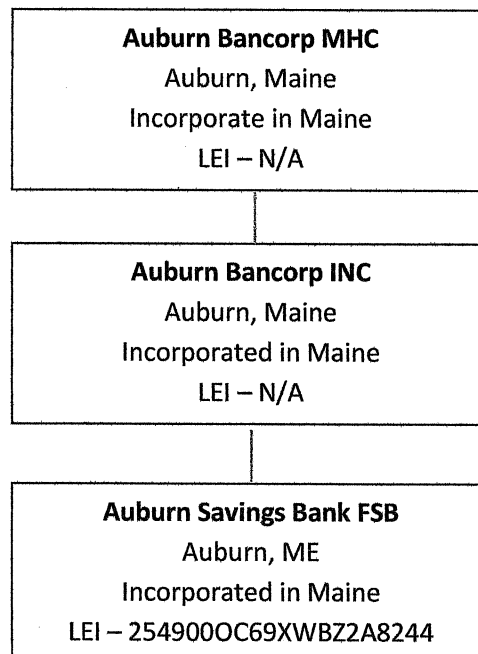 Auburn Bancorp MHC
Auburn, Maine
Incorporate in Maine
LEI – N/A
Auburn Bancorp INC
Auburn, Maine
Incorporated in Maine
LEI – N/A
Auburn Savings Bank FSB
Auburn, ME
Incorporated in Maine
LEI – 254900OC69XWBZ2A8244